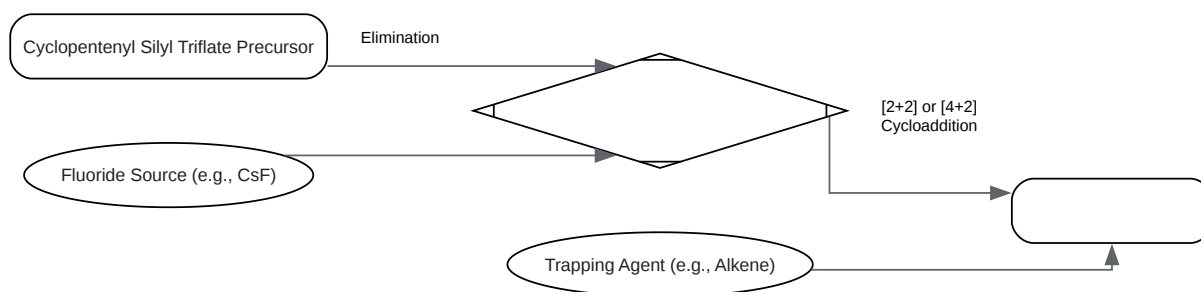 Cyclopentenyl Silyl Triflate Precursor
Elimination
[2+2] or [4+2]
Cycloaddition
Fluoride Source (e.g., CsF)
Trapping Agent (e.g., Alkene)